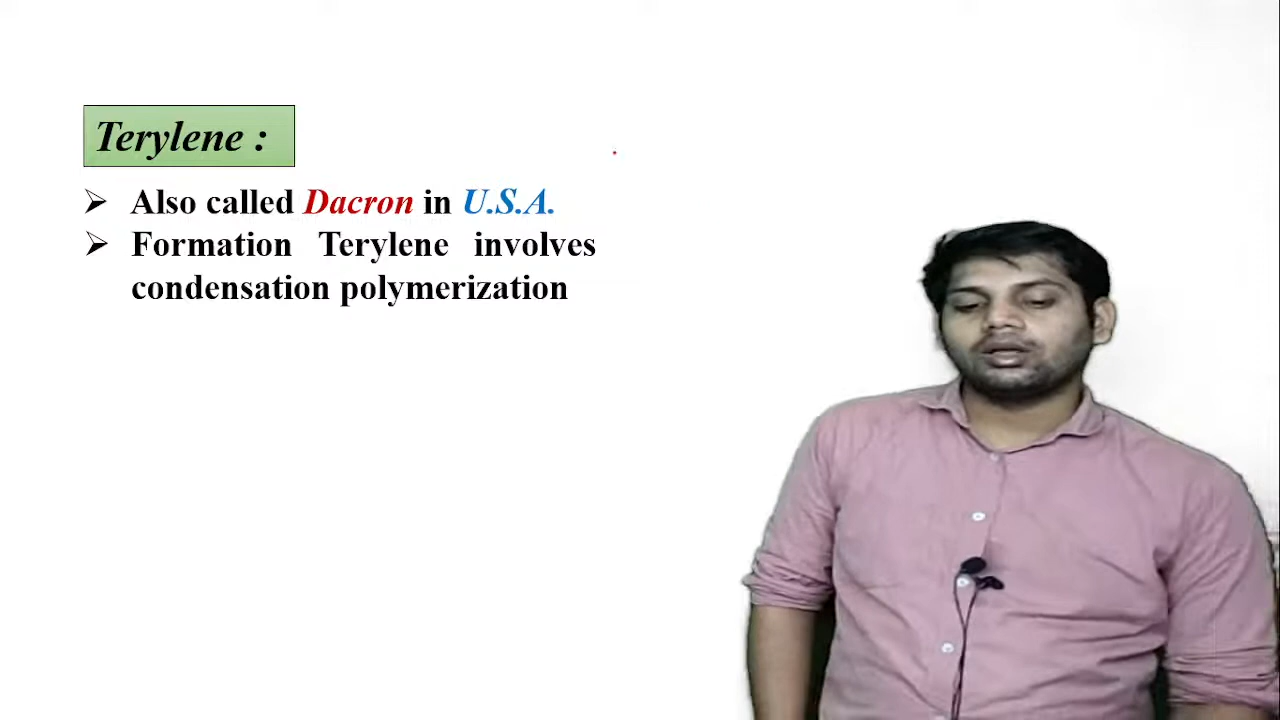 Terylene :
➢ Also called Dacron in U.S.A.
➢ Formation Terylene involves
condensation polymerization